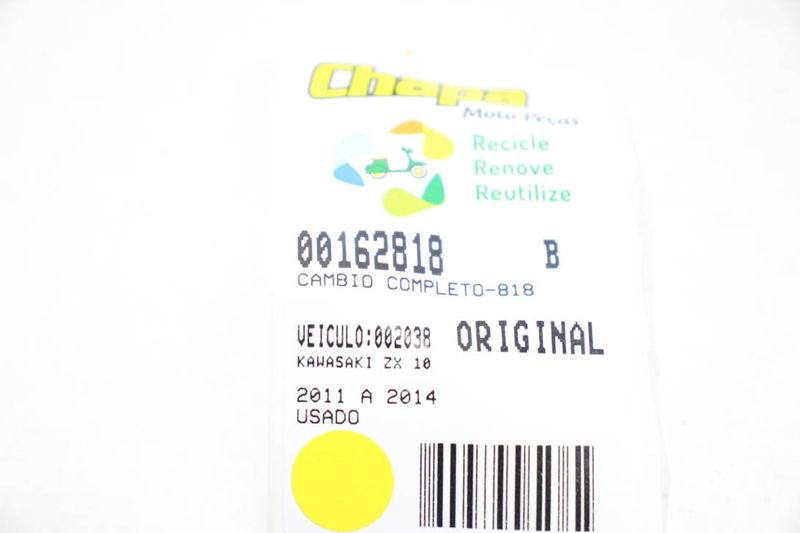 Chapa
Moto Peças
Recicle
Renove
Reutilize
00162818 B
CAMBIO COMPLETO-818
VEICULO:002038 ORIGINAL
KAWASAKI ZX 10
2011 A 2014
USADO